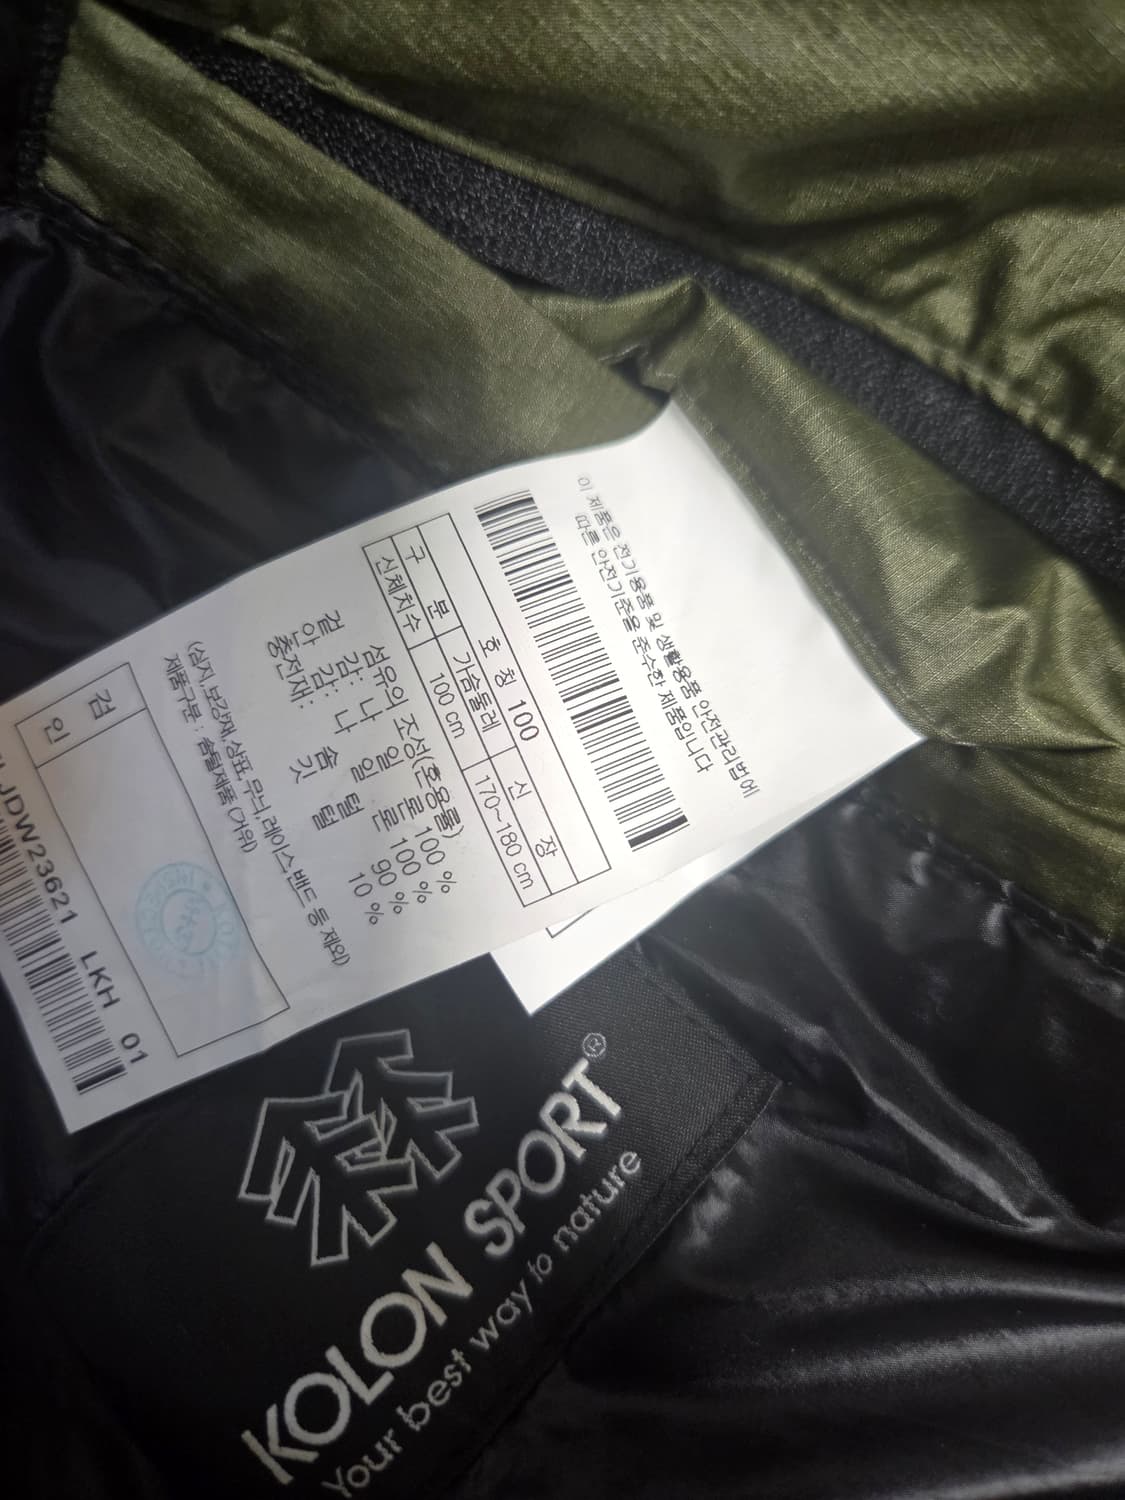 이 제품은 전기용품 및 생활용품 안전관리법에
따른 안전기준을 준수한 제품입니다
호 칭 100 신 장
구 분 가슴둘레
신체치수 100 cm 170~180 cm
섬유의 조성(혼용률)
겉 감: 나 일 론 100 %
안 감: 나 일 론 100 %
충전재: 솜 털 90 %
깃 털 10 %
(심지, 보강재, 상표, 무늬, 레이스, 밴드 등 제외)
제품구분 : 솜털제품 (거위)
검
인
JDW23621 LKH 01
KOLON SPORT®
Your best way to nature